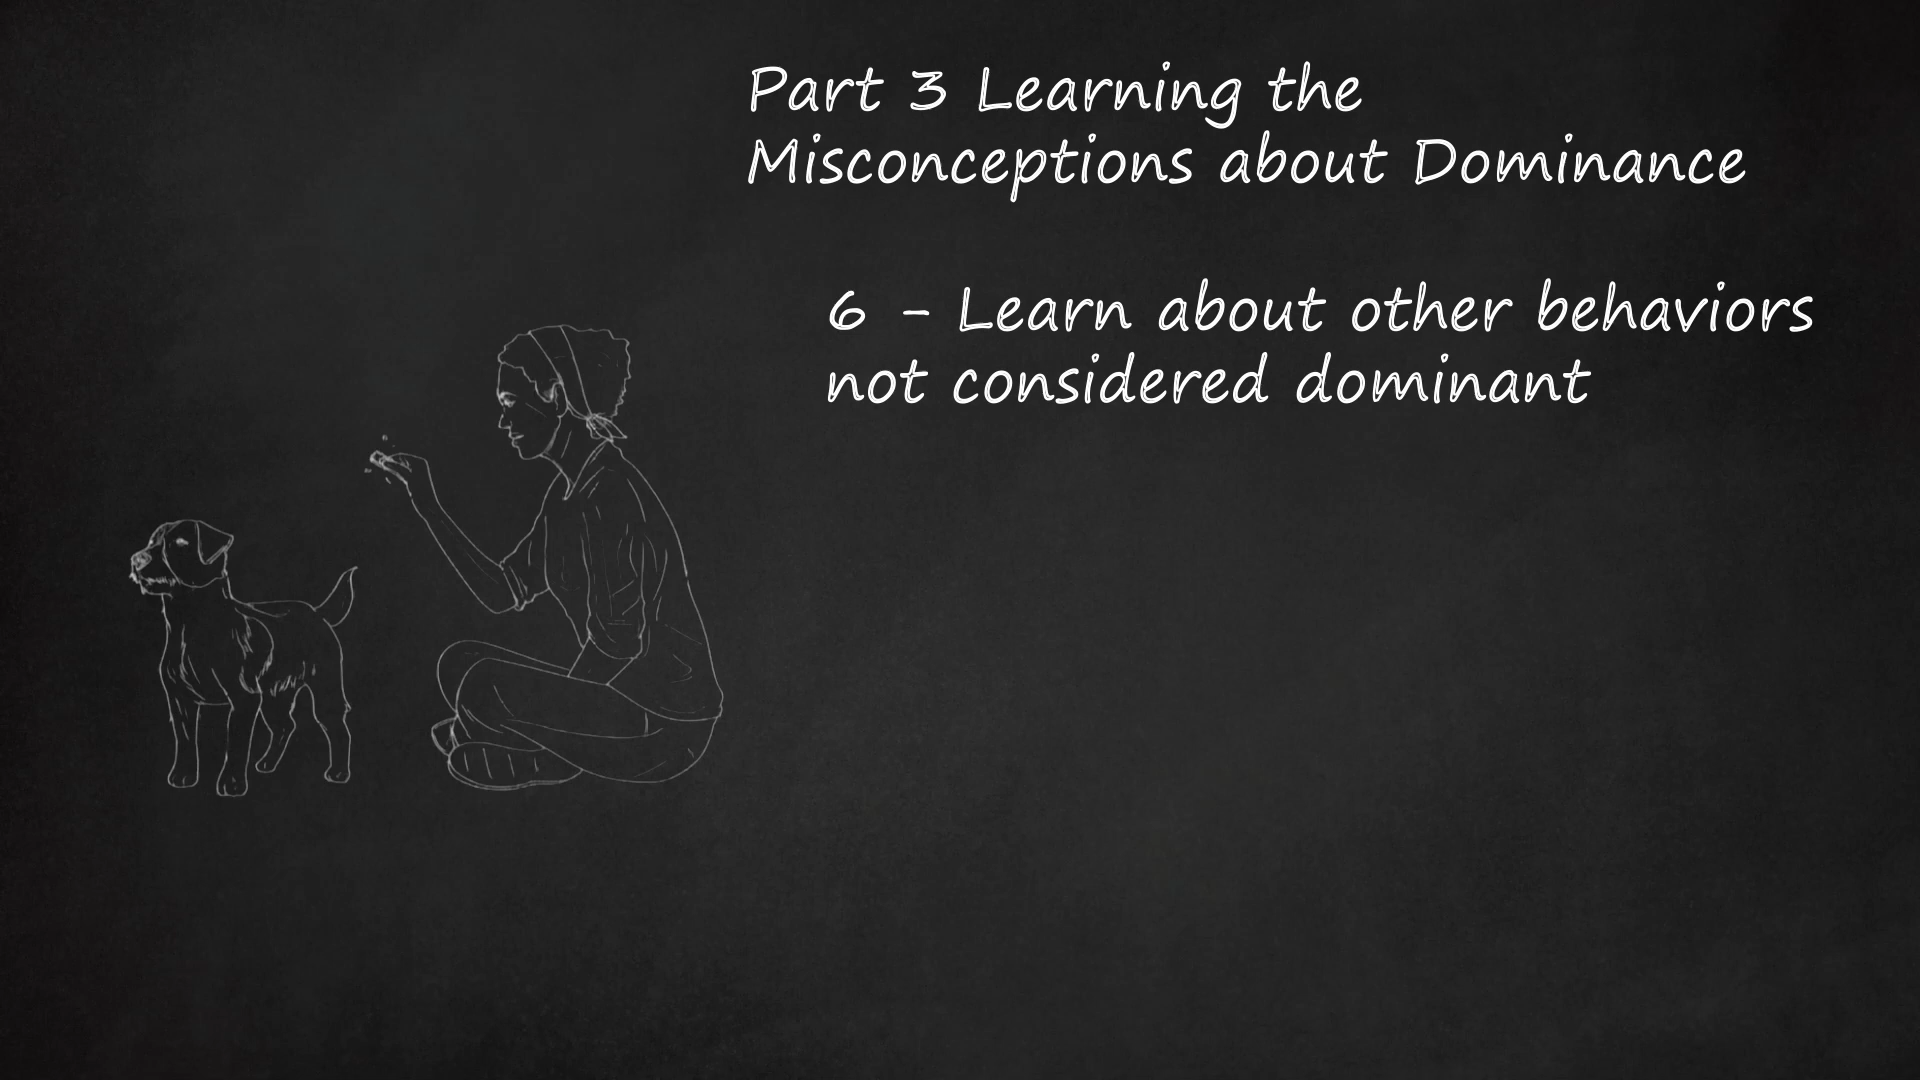 Part 3 Learning the
Misconceptions about Dominance
6 - Learn about other behaviors
not considered dominant